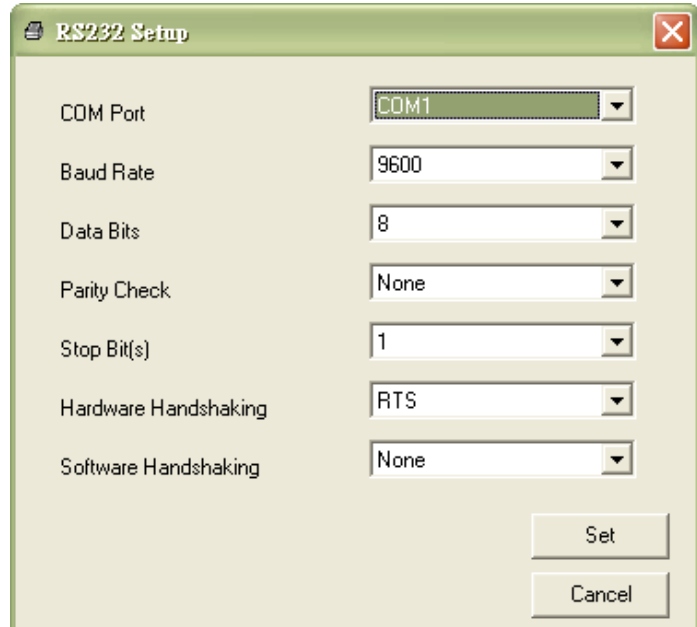 RS232 Setup
COM Port COM1
Baud Rate 9600
Data Bits 8
Parity Check None
Stop Bit(s) 1
Hardware Handshaking RTS
Software Handshaking None
Set
Cancel